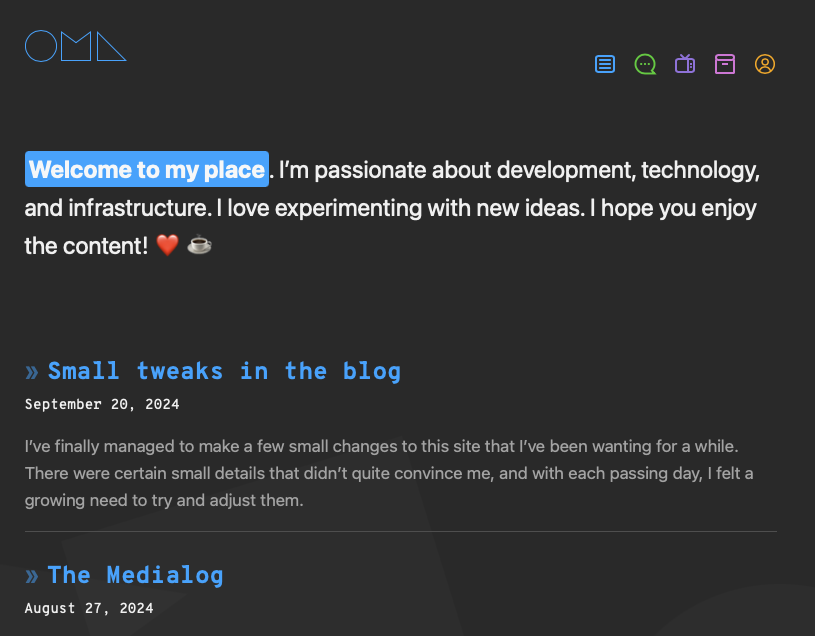 OMA
Welcome to my place. I’m passionate about development, technology,
and infrastructure. I love experimenting with new ideas. I hope you enjoy
the content! ❤️ ☕
» Small tweaks in the blog
September 20, 2024
I’ve finally managed to make a few small changes to this site that I’ve been wanting for a while.
There were certain small details that didn’t quite convince me, and with each passing day, I felt a
growing need to try and adjust them.
» The Medialog
August 27, 2024